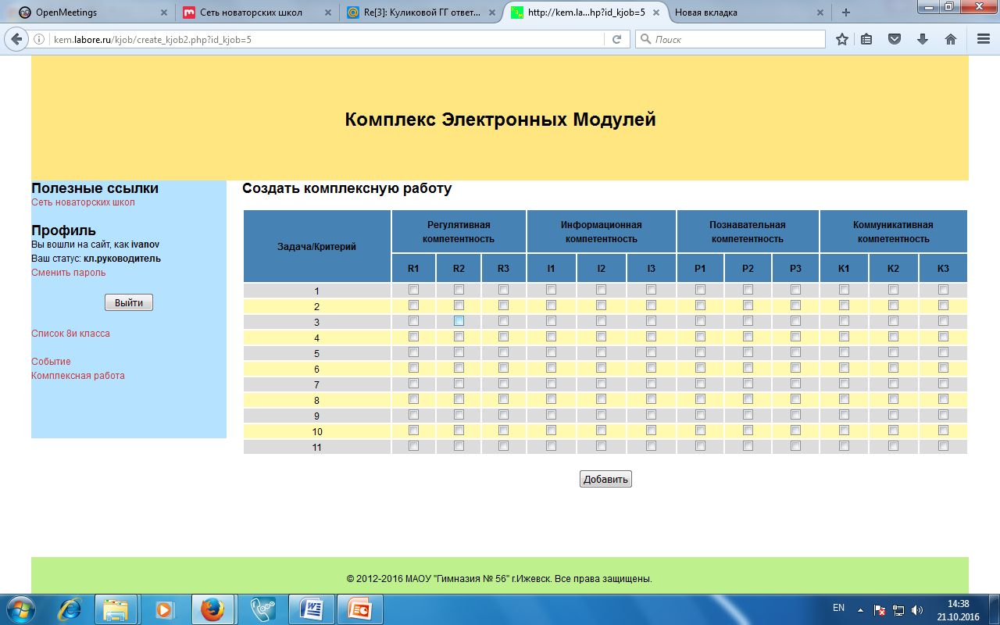 OpenMeetings
Сеть новаторских школ
Re[3]: Куликовой ГГ ответ...
http://kem.la...hp?id_kjob=5
Новая вкладка
kem.labore.ru/kjob/create_kjob2.php?id_kjob=5
Поиск
Комплекс Электронных Модулей
Полезные ссылки
Сеть новаторских школ
Профиль
Вы вошли на сайт, как ivanov
Ваш статус: кл.руководитель
Сменить пароль
Выйти
Список 8и класса
Событие
Комплексная работа
Создать комплексную работу
Задача/Критерий
Регулятивная
компетентность
Информационная
компетентность
Познавательная
компетентность
Коммуникативная
компетентность
R1 R2 R3 I1 I2 I3 P1 P2 P3 K1 K2 K3
1
2
3
4
5
6
7
8
9
10
11
Добавить
© 2012-2016 МАОУ "Гимназия № 56" г.Ижевск. Все права защищены.
EN
14:38
21.10.2016